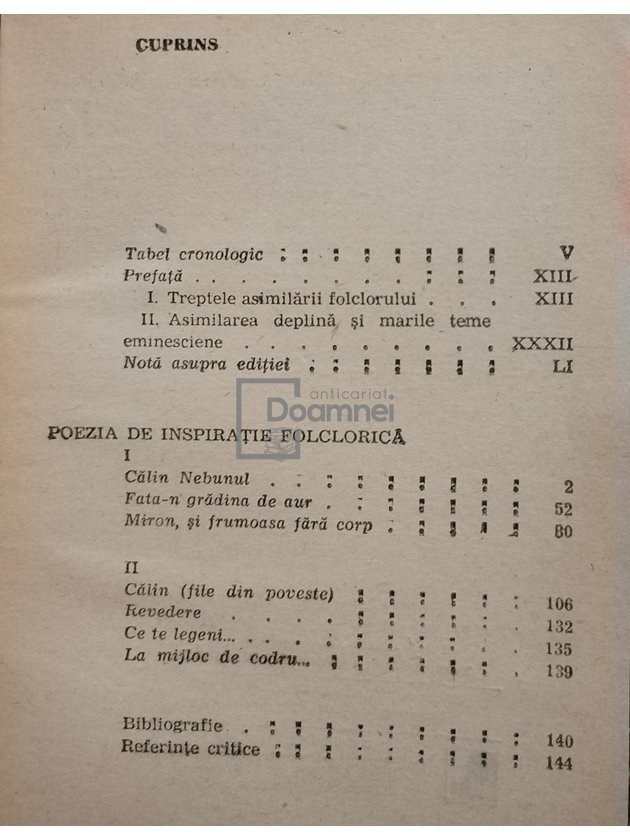 CUPRINS
Tabel cronologic . . . . . . . . V
Prefață . . . . . . . . . . XIII
I. Treptele asimilării folclorului . . . XIII
II. Asimilarea deplină și marile teme
eminesciene . . . . . . . . . XXXII
Notă asupra ediției . . . . . . . LI
anticariat
Doamnei
POEZIA DE INSPIRAȚIE FOLCLORICĂ
I
Călin Nebunul . . . . . . . . . 2
Fata-n grădina de aur . . . . . . . 52
Miron, și frumoasa fără corp . . . . . 80
II
Călin (file din poveste) . . . . . . 106
Revedere . . . . . . . . . . 132
Ce te legeni... . . . . . . . . . 135
La mijloc de codru... . . . . . . . 139
Bibliografie . . . . . . . . . . 140
Referințe critice . . . . . . . . . 144